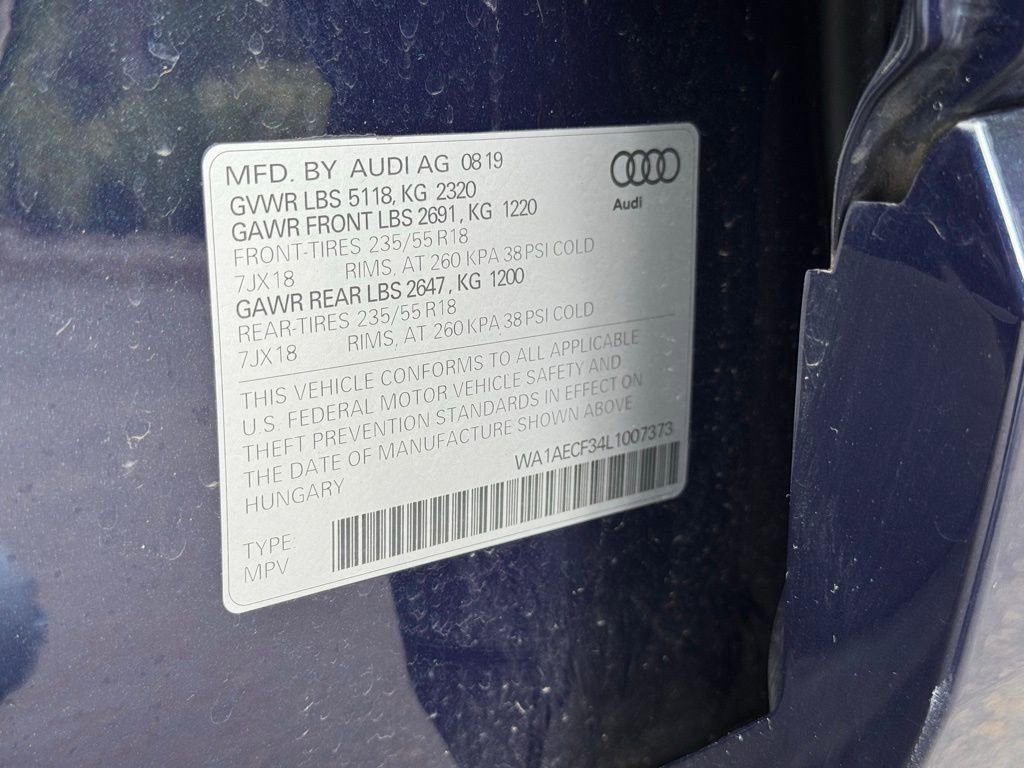 MFD. BY AUDI AG 0819
GVWR LBS 5118, KG 2320
GAWR FRONT LBS 2691, KG 1220
FRONT-TIRES 235/55 R18
7JX18 RIMS, AT 260 KPA 38 PSI COLD
GAWR REAR LBS 2647, KG 1200
REAR-TIRES 235/55 R18
7JX18 RIMS, AT 260 KPA 38 PSI COLD
Audi
THIS VEHICLE CONFORMS TO ALL APPLICABLE
U.S. FEDERAL MOTOR VEHICLE SAFETY AND
THEFT PREVENTION STANDARDS IN EFFECT ON
THE DATE OF MANUFACTURE SHOWN ABOVE
HUNGARY WA1AECF34L1007373
TYPE:
MPV